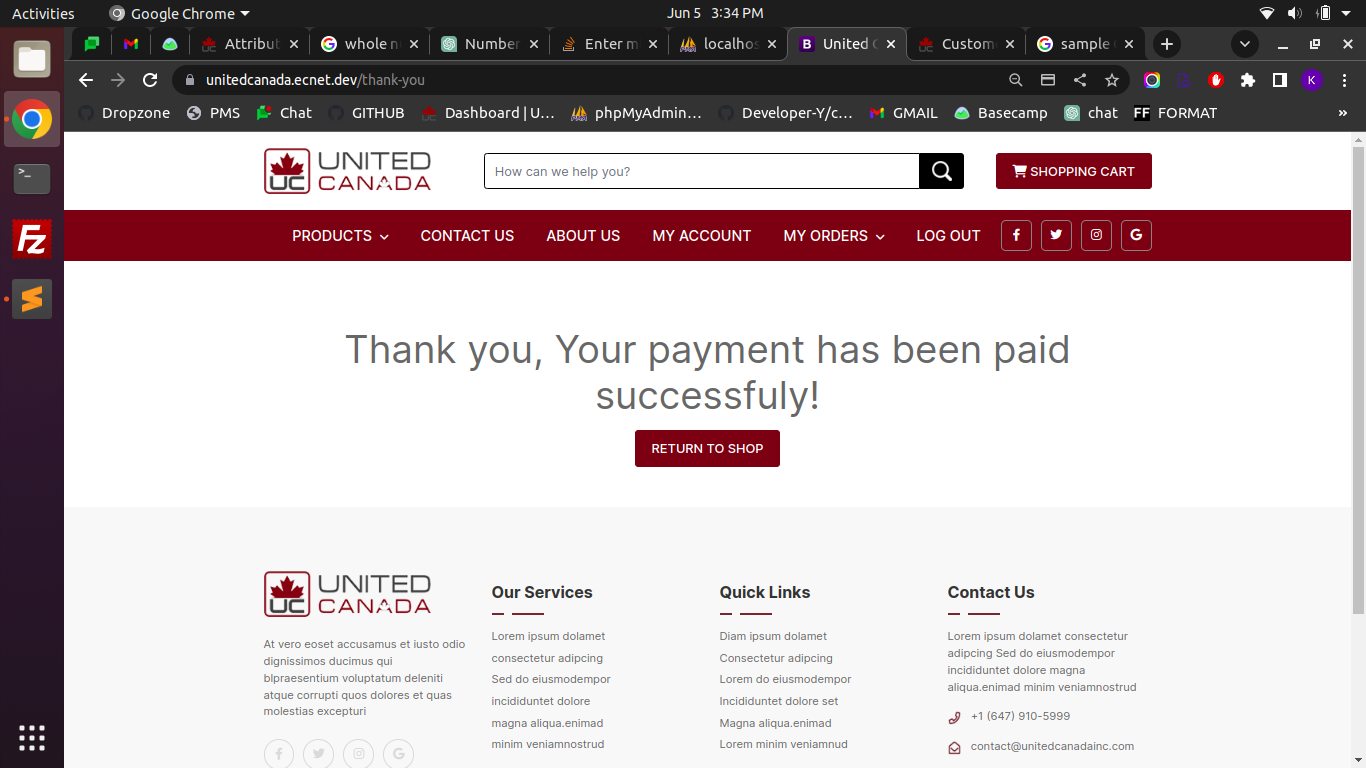 Activities Google Chrome Jun 5 3:34 PM
Attribut whole n Number Enter m localhos United C Custom sample
unitedcanada.ecnet.dev/thank-you
K
Dropzone PMS Chat GITHUB Dashboard | U... phpMyAdmin... Developer-Y/c... GMAIL Basecamp chat FF FORMAT »
UC UNITED CANADA
How can we help you?
SHOPPING CART
PRODUCTS CONTACT US ABOUT US MY ACCOUNT MY ORDERS LOG OUT
Thank you, Your payment has been paid
successfuly!
RETURN TO SHOP
UC UNITED CANADA
At vero eoset accusamus et iusto odio
dignissimos ducimus qui
blpraesentium voluptatum deleniti
atque corrupti quos dolores et quas
molestias excepturi
Our Services
Lorem ipsum dolamet
consectetur adipcing
Sed do eiusmodempor
incididuntet dolore
magna aliqua.enimad
minim veniamnostrud
Quick Links
Diam ipsum dolamet
Consectetur adipcing
Lorem do eiusmodempor
Incididuntet dolore set
Magna aliqua.enimad
Lorem minim veniamnud
Contact Us
Lorem ipsum dolamet consectetur
adipcing Sed do eiusmodempor
incididuntet dolore magna
aliqua.enimad minim veniamnostrud
+1 (647) 910-5999
contact@unitedcanadainc.com